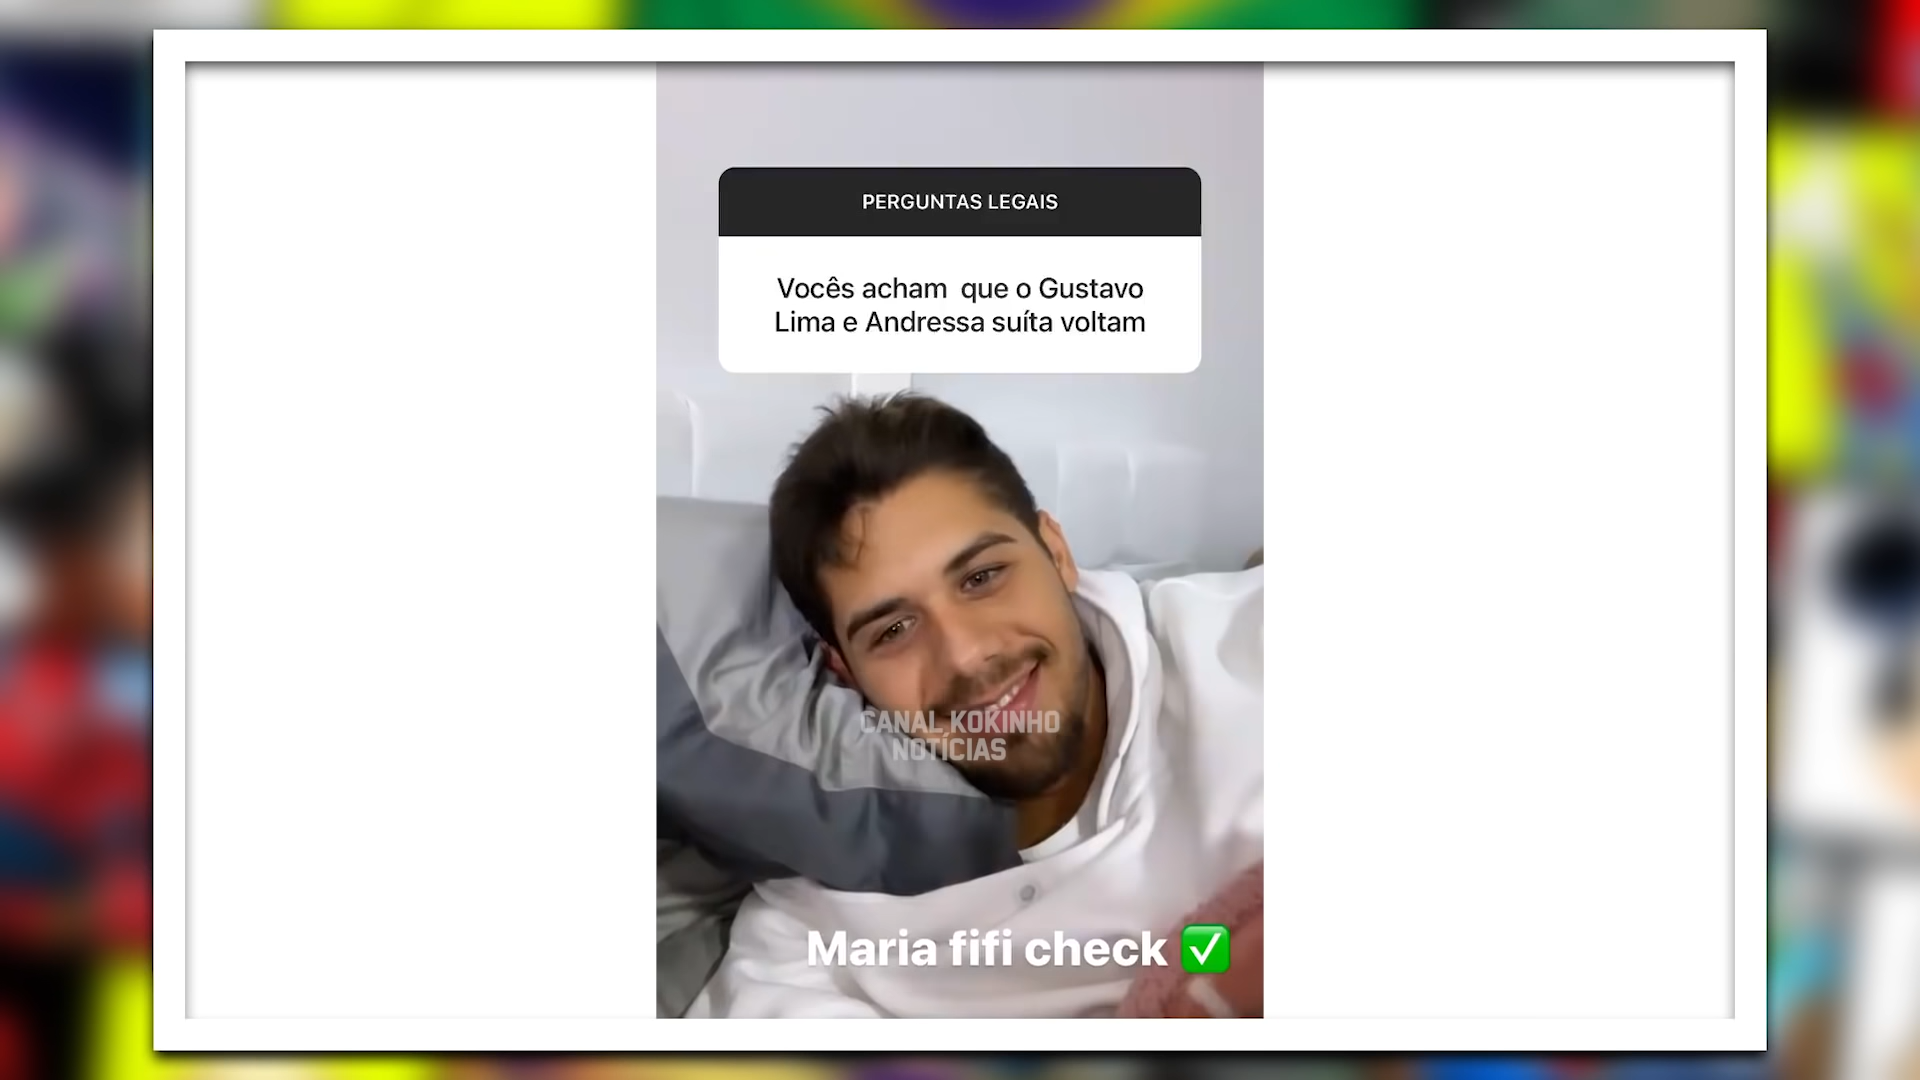 PERGUNTAS LEGAIS
Vocês acham que o Gustavo
Lima e Andressa suíta voltam
CANAL KOKINHO
NOTÍCIAS
Maria fifi check ✅